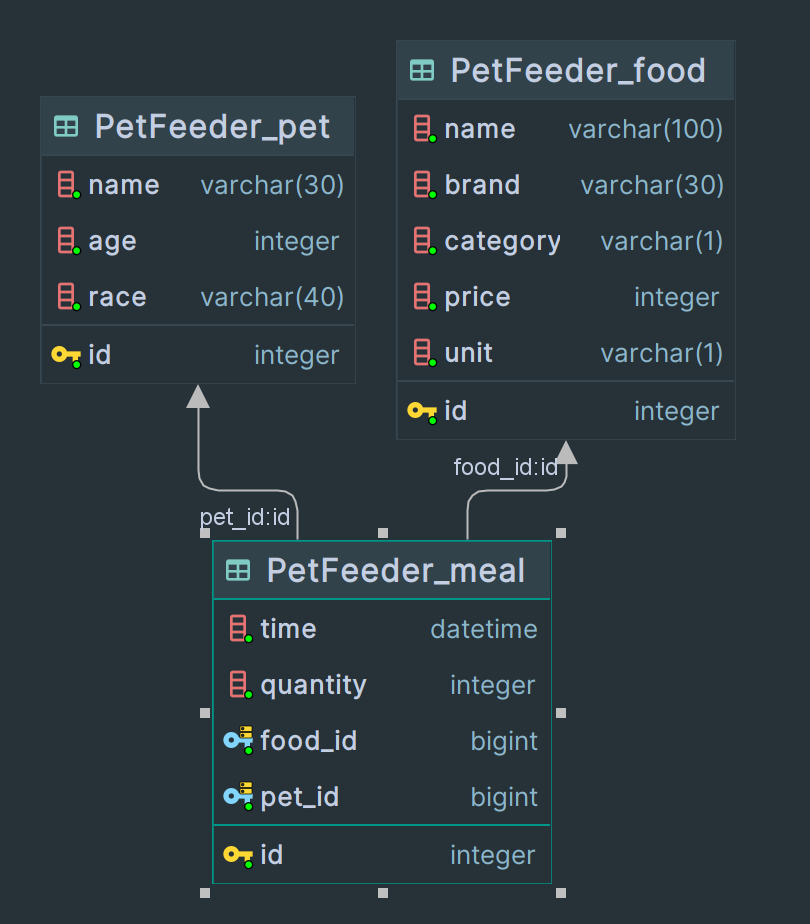 PetFeeder_pet
name varchar(30)
age integer
race varchar(40)
id integer
PetFeeder_food
name varchar(100)
brand varchar(30)
category varchar(1)
price integer
unit varchar(1)
id integer
food_id:id
pet_id:id
PetFeeder_meal
time datetime
quantity integer
food_id bigint
pet_id bigint
id integer